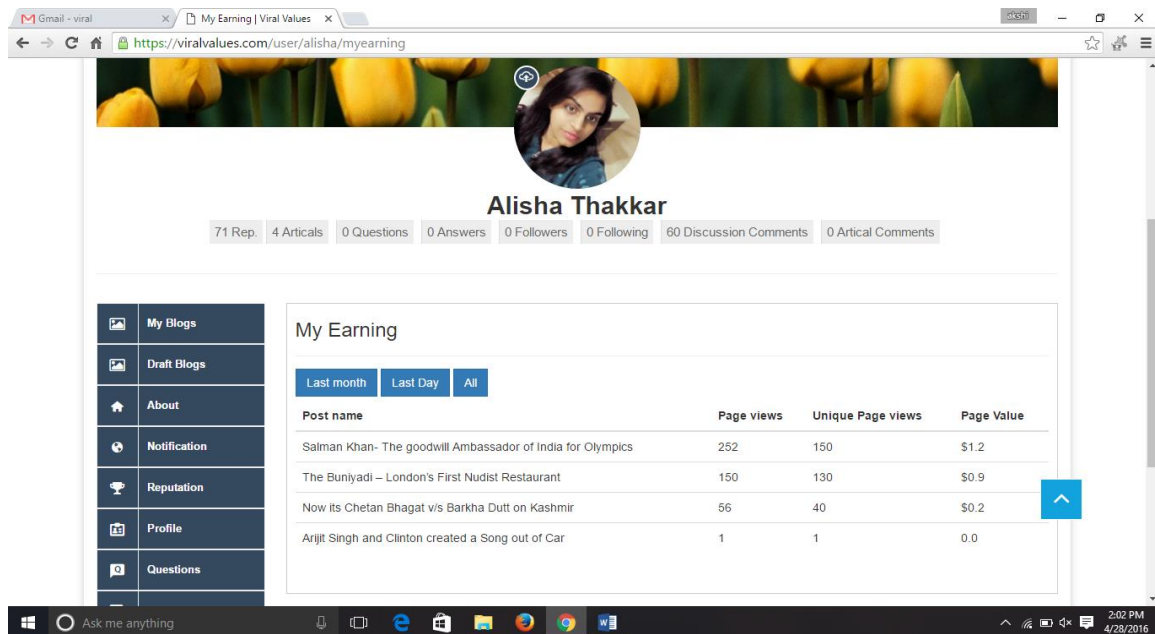 Gmail - viral
My Earning | Viral Values
https://viralvalues.com/user/alisha/myearning
Alisha Thakkar
71 Rep. 4 Articals 0 Questions 0 Answers 0 Followers 0 Following 60 Discussion Comments 0 Artical Comments
My Blogs
Draft Blogs
About
Notification
Reputation
Profile
Questions
My Earning
Last month Last Day All
Post name Page views Unique Page views Page Value
Salman Khan- The goodwill Ambassador of India for Olympics 252 150 $1.2
The Buniyadi – London's First Nudist Restaurant 150 130 $0.9
Now its Chetan Bhagat v/s Barkha Dutt on Kashmir 56 40 $0.2
Arijit Singh and Clinton created a Song out of Car 1 1 0.0
Ask me anything
2:02 PM
4/28/2016